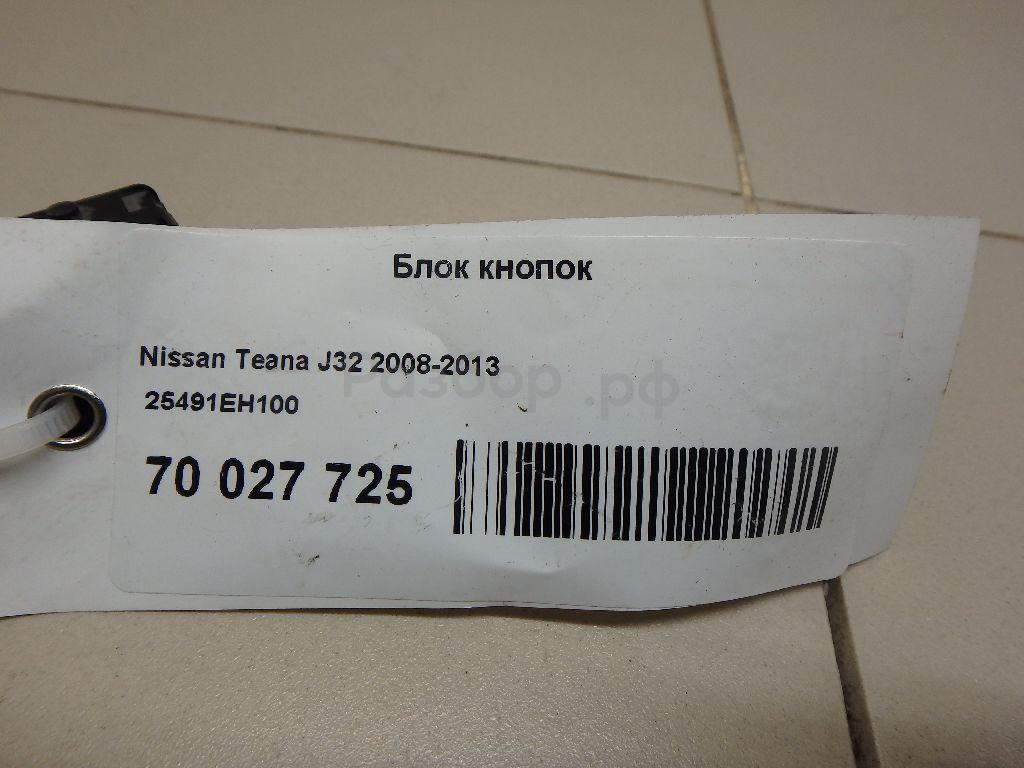 Блок кнопок
Nissan Teana J32 2008-2013
Разбор.рф
25491EH100
70 027 725